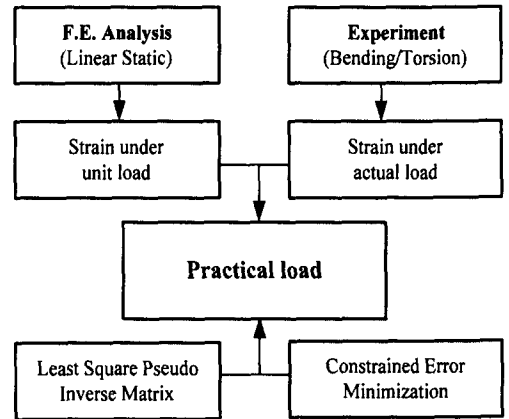 F.E. Analysis
(Linear Static)
Experiment
(Bending/Torsion)
Strain under
unit load
Strain under
actual load
Practical load
Least Square Pseudo
Inverse Matrix
Constrained Error
Minimization